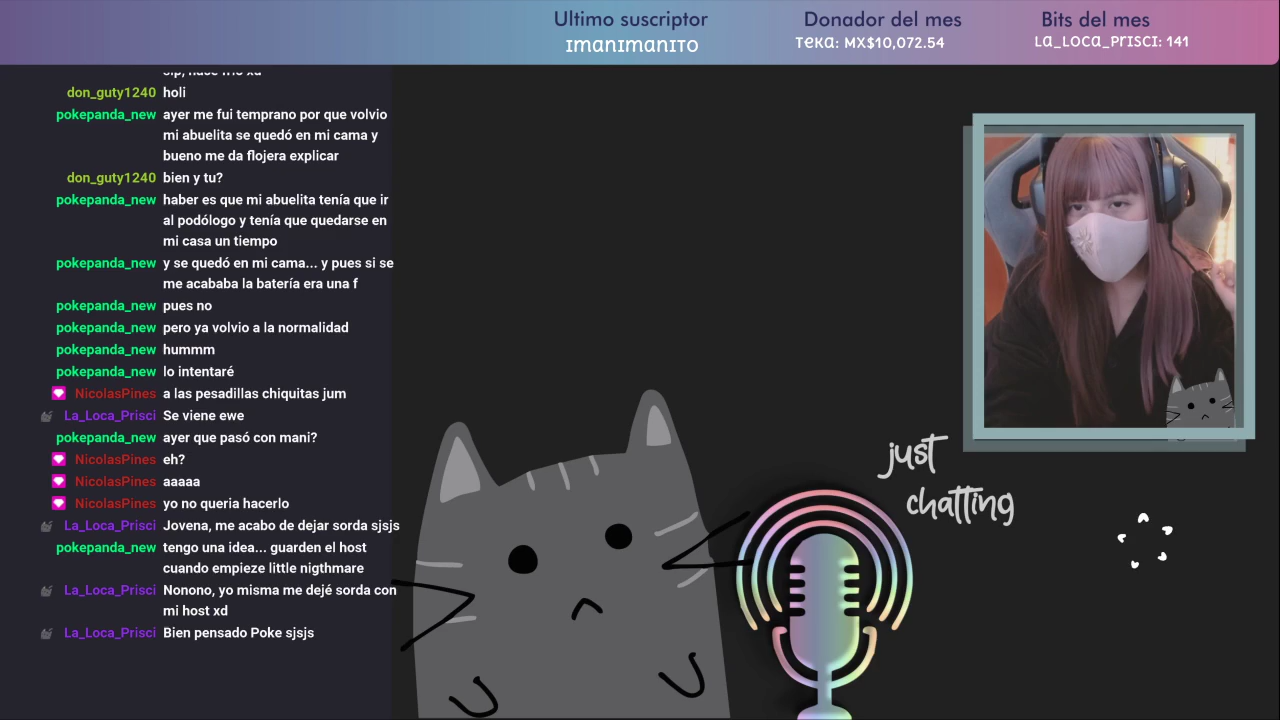 Ultimo suscriptor
Donador del mes
Bits del mes
imanimanito
Teka: MX$10,072.54
La_Loca_Prisci: 141
don_guty1240 holi
pokepanda_new ayer me fui temprano por que volvio
mi abuelita se quedó en mi cama y
bueno me da flojera explicar
don_guty1240 bien y tu?
pokepanda_new haber es que mi abuelita tenía que ir
al podólogo y tenía que quedarse en
mi casa un tiempo
pokepanda_new y se quedó en mi cama... y pues si se
me acababa la batería era una f
pokepanda_new pues no
pokepanda_new pero ya volvio a la normalidad
pokepanda_new hummm
pokepanda_new lo intentaré
NicolasPines a las pesadillas chiquitas jum
La_Loca_Prisci Se viene ewe
pokepanda_new ayer que pasó con mani?
NicolasPines eh?
NicolasPines aaaaa
NicolasPines yo no queria hacerlo
La_Loca_Prisci Jovena, me acabo de dejar sorda sjsjs
pokepanda_new tengo una idea... guarden el host
cuando empieze little nigthmare
La_Loca_Prisci Nonono, yo misma me dejé sorda con
mi host xd
La_Loca_Prisci Bien pensado Poke sjsjs
just
chatting